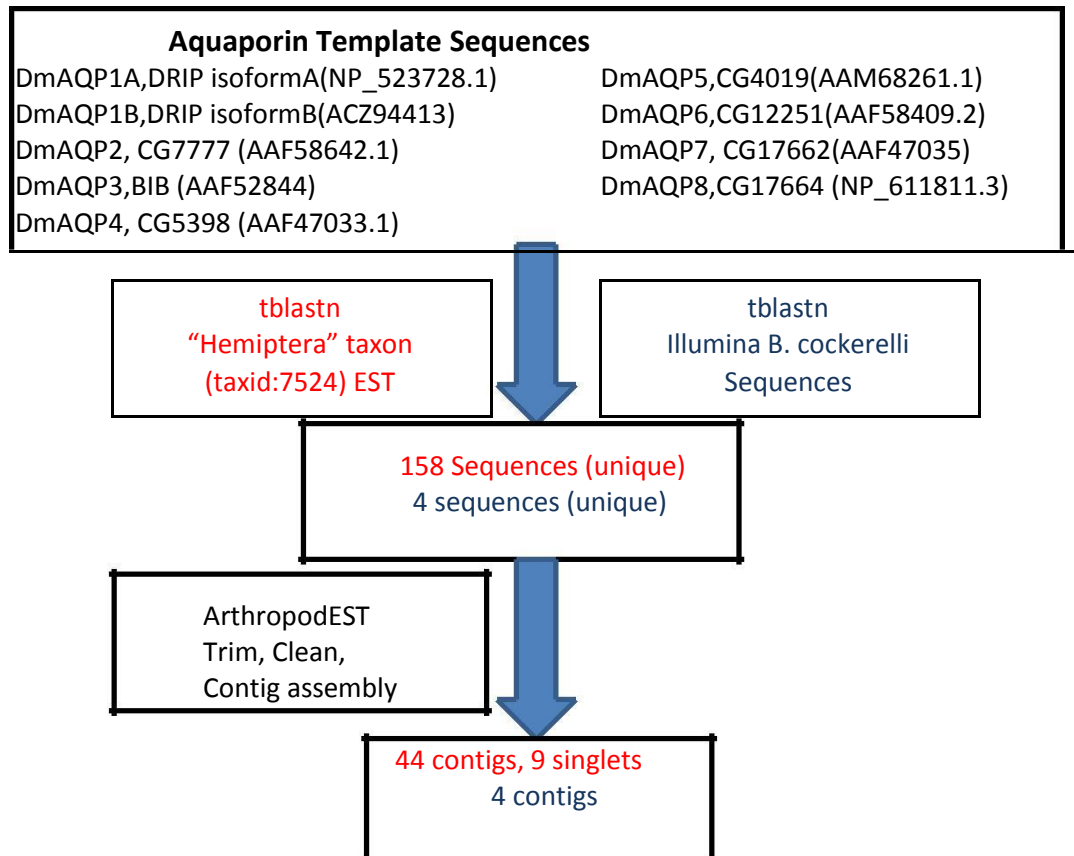 Aquaporin Template Sequences
DmAQP1A,DRIP isoformA(NP_523728.1)
DmAQP1B,DRIP isoformB(ACZ94413)
DmAQP2, CG7777 (AAF58642.1)
DmAQP3,BIB (AAF52844)
DmAQP4, CG5398 (AAF47033.1)
DmAQP5,CG4019(AAM68261.1)
DmAQP6,CG12251(AAF58409.2)
DmAQP7, CG17662(AAF47035)
DmAQP8,CG17664 (NP_611811.3)
tblastn
“Hemiptera” taxon
(taxid:7524) EST
tblastn
Illumina B. cockerelli
Sequences
158 Sequences (unique)
4 sequences (unique)
ArthropodEST
Trim, Clean,
Contig assembly
44 contigs, 9 singlets
4 contigs